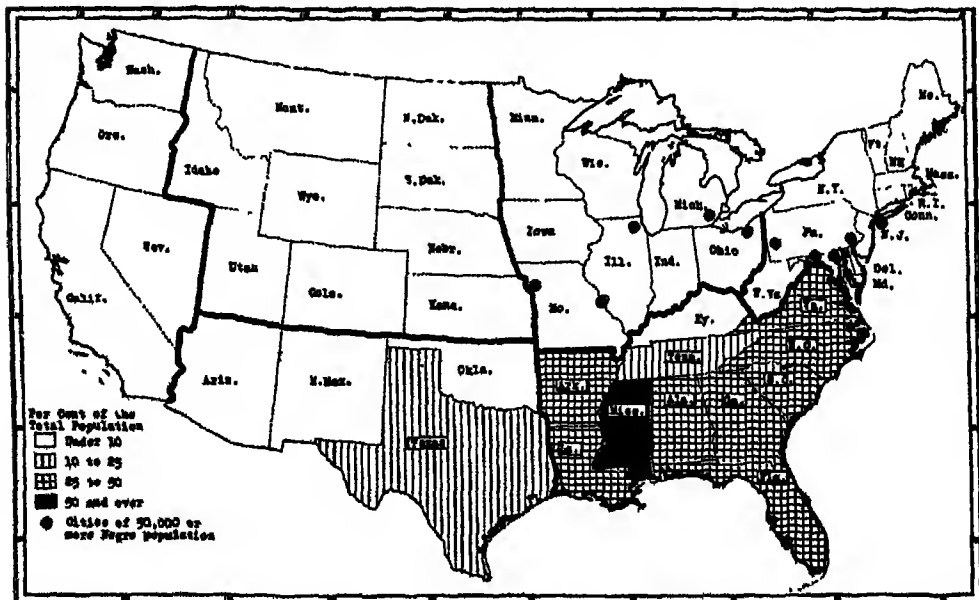 Wash.
Mont.
N.Dak.
Minn.
Me.
Ore.
Idaho
S.Dak.
Wis.
Vt.
NH
Mass.
Wyo.
Mich.
N.Y.
R.I.
Conn.
Nev.
Nebr.
Iowa
Pa.
N.J.
Utah
Ill.
Ind.
Ohio
Calif.
Colo.
Kans.
Mo.
W.Va.
Del.
Md.
Ky.
Va.
Ariz.
N.Mex.
Okla.
Tenn.
N.C.
Ark.
S.C.
Miss.
Ala.
Ga.
Texas
La.
Fla.
Per Cent of the
Total Population
Under 10
10 to 25
25 to 50
50 and over
Cities of 50,000 or
more Negro population